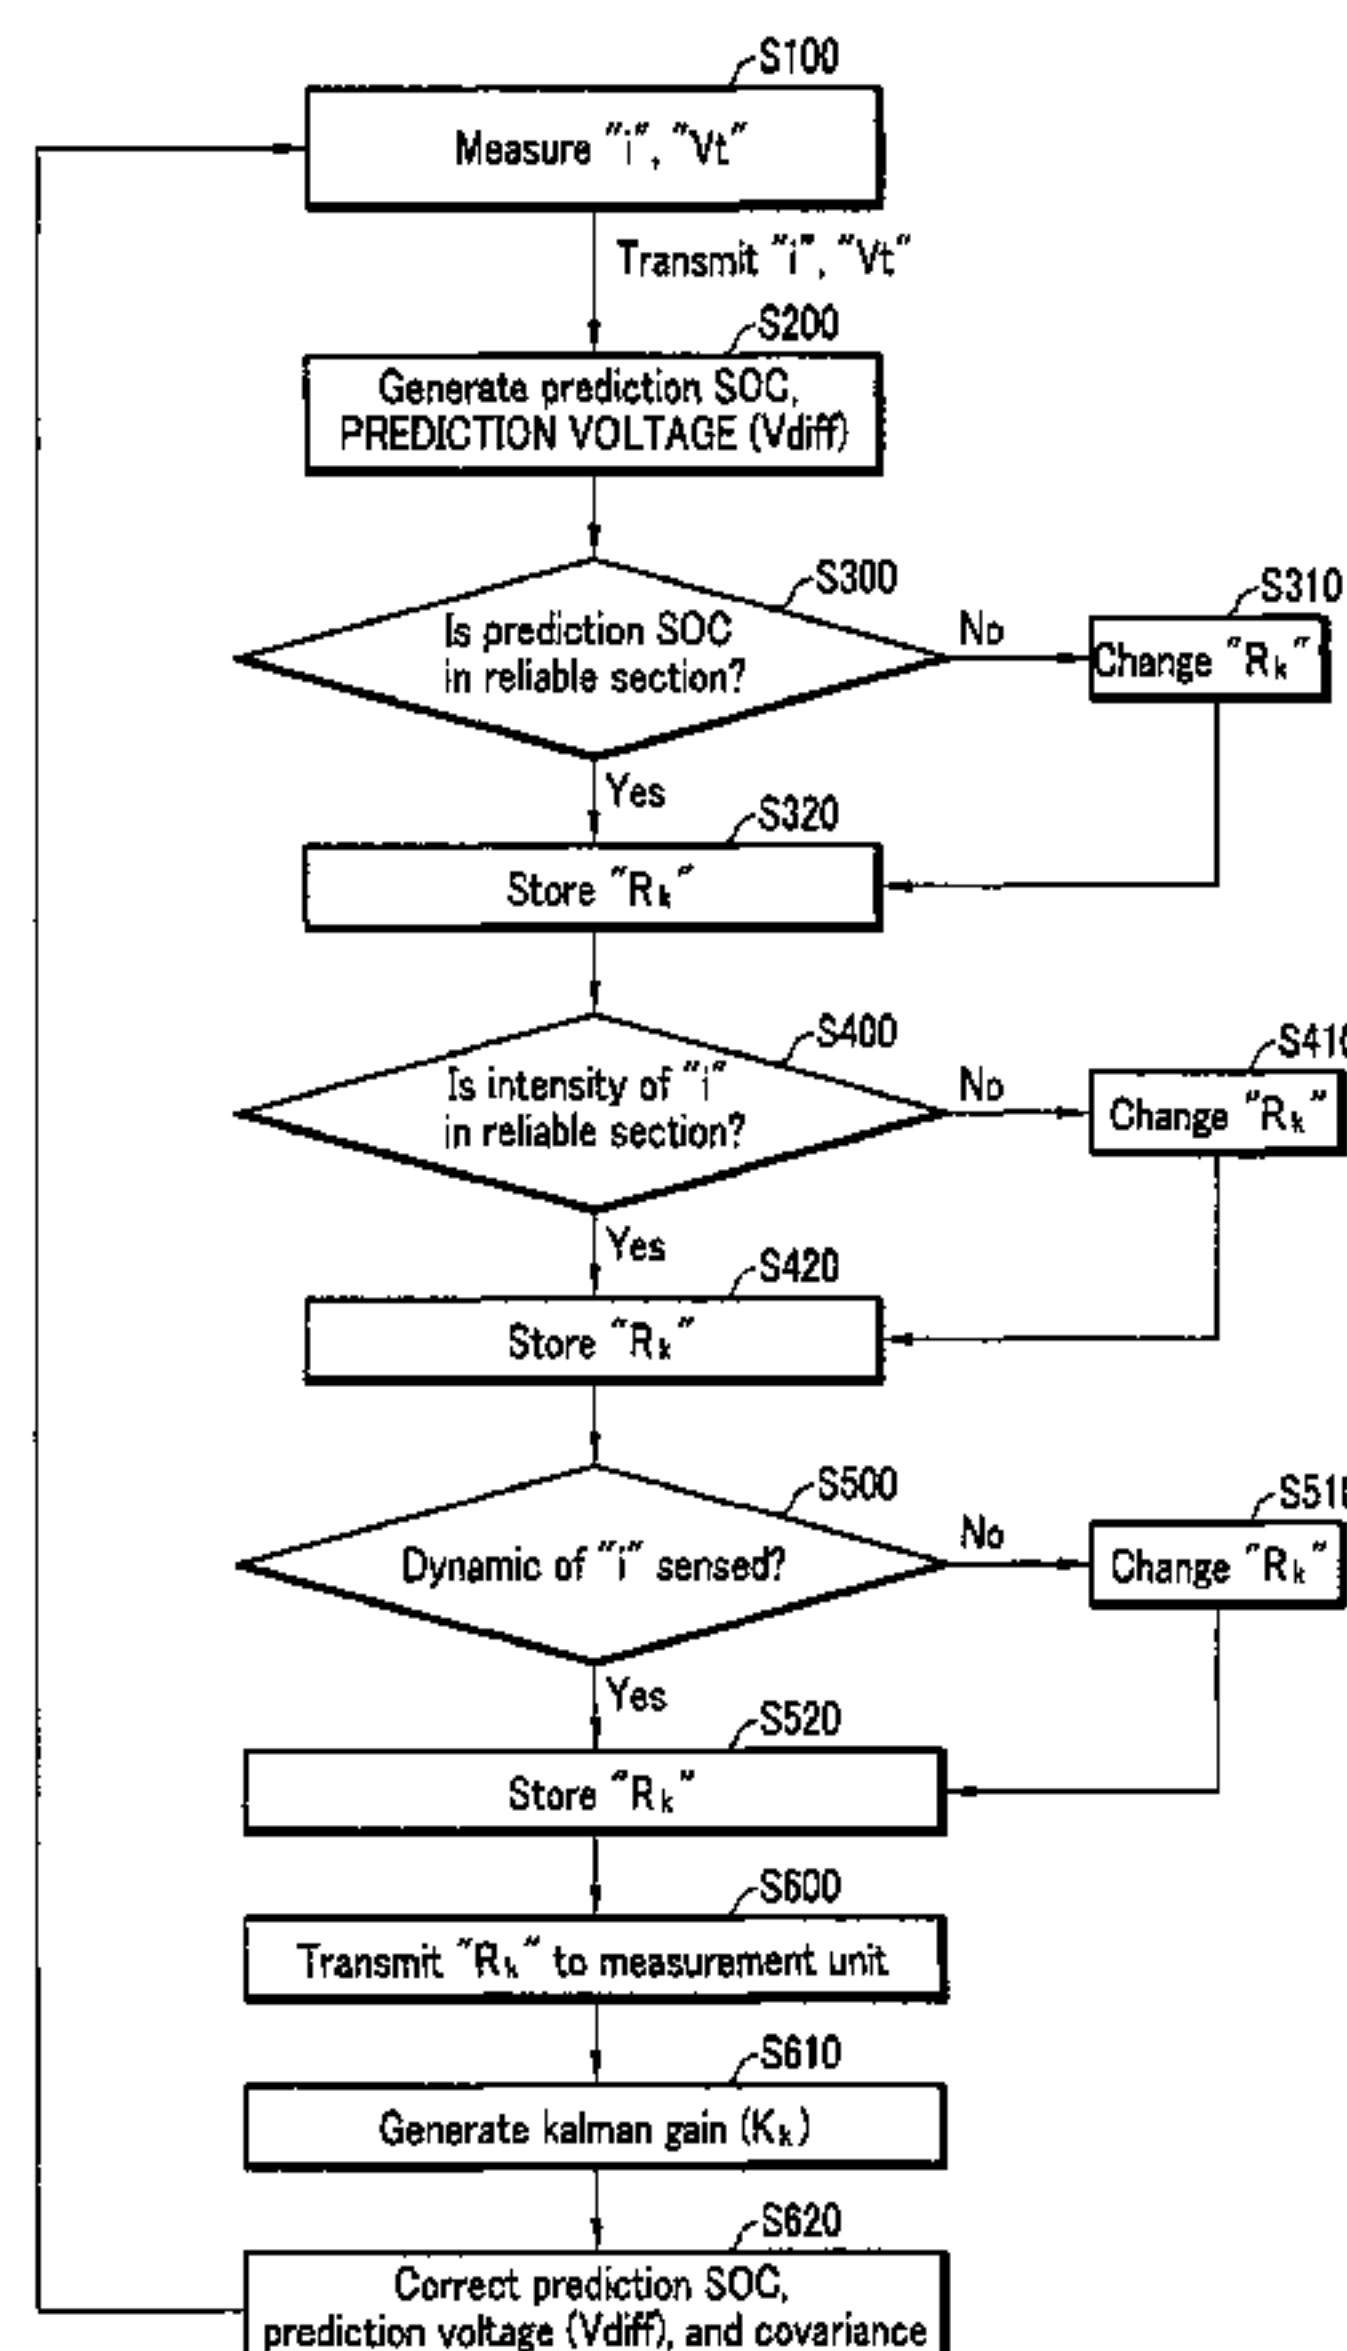 S100
Measure "i", "Vt"
Transmit "i", "Vt"
S200
Generate prediction SOC,
PREDICTION VOLTAGE (Vdiff)
S300
Is prediction SOC
in reliable section?
No
S310
Change "Rk"
Yes
S320
Store "Rk"
S400
Is intensity of "i"
in reliable section?
No
S410
Change "Rk"
Yes
S420
Store "Rk"
S500
Dynamic of "i" sensed?
No
S510
Change "Rk"
Yes
S520
Store "Rk"
S600
Transmit "Rk" to measurement unit
S610
Generate kalman gain (Kk)
S620
Correct prediction SOC,
prediction voltage (Vdiff), and covariance